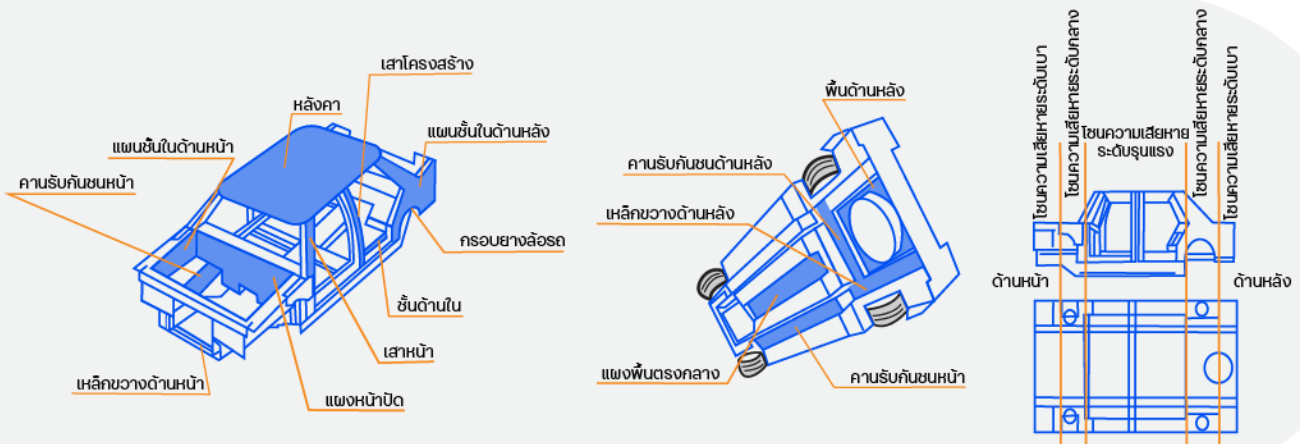 เสาโครงสร้าง
หลังคา
แผนชั้นในด้านหลัง
แผนชั้นในด้านหน้า
คานรับกันชนหน้า
กรอบยางล้อรถ
ชั้นด้านใน
เสาหน้า
เหล็กขวางด้านหน้า
แผงหน้าปัด
พื้นด้านหลัง
คานรับกันชนด้านหลัง
เหล็กขวางด้านหลัง
แผงพื้นตรงกลาง
คานรับกันชนหน้า
โซนความเสียหายระดับเบา
โซนความเสียหายระดับกลาง
โซนความเสียหาย
ระดับรุนแรง
โซนความเสียหายระดับกลาง
โซนความเสียหายระดับเบา
ด้านหน้า
ด้านหลัง